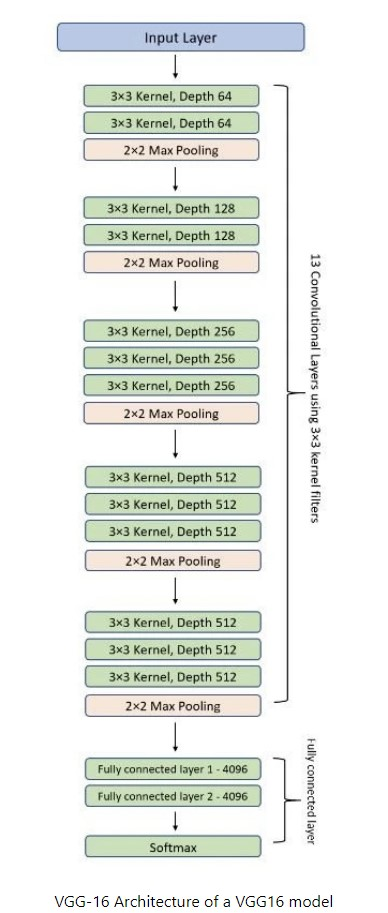 Input Layer
3×3 Kernel, Depth 64
3×3 Kernel, Depth 64
2×2 Max Pooling
3×3 Kernel, Depth 128
3×3 Kernel, Depth 128
2×2 Max Pooling
3×3 Kernel, Depth 256
3×3 Kernel, Depth 256
3×3 Kernel, Depth 256
2×2 Max Pooling
3×3 Kernel, Depth 512
3×3 Kernel, Depth 512
3×3 Kernel, Depth 512
2×2 Max Pooling
3×3 Kernel, Depth 512
3×3 Kernel, Depth 512
3×3 Kernel, Depth 512
2×2 Max Pooling
13 Convolutional Layers using 3×3 kernel filters
Fully connected layer 1 - 4096
Fully connected layer 2 - 4096
Softmax
Fully connected
layer
VGG-16 Architecture of a VGG16 model